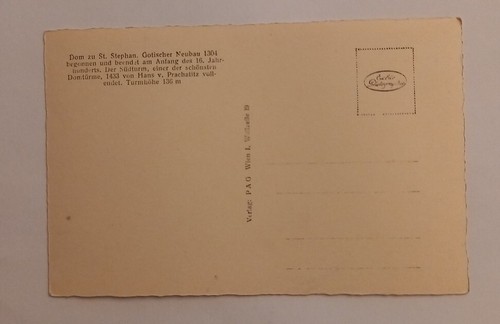 Dom zu St. Stephan. Gotischer Neubau 1304
begonnen und beendet am Anfang des 16. Jahr-
hunderts. Der Südturm, einer der schönsten
Domtürme, 1433 von Hans v. Prachatitz voll-
endet. Turmhöhe 136 m
Verlag: PAG Wien I, Wollzeile 19